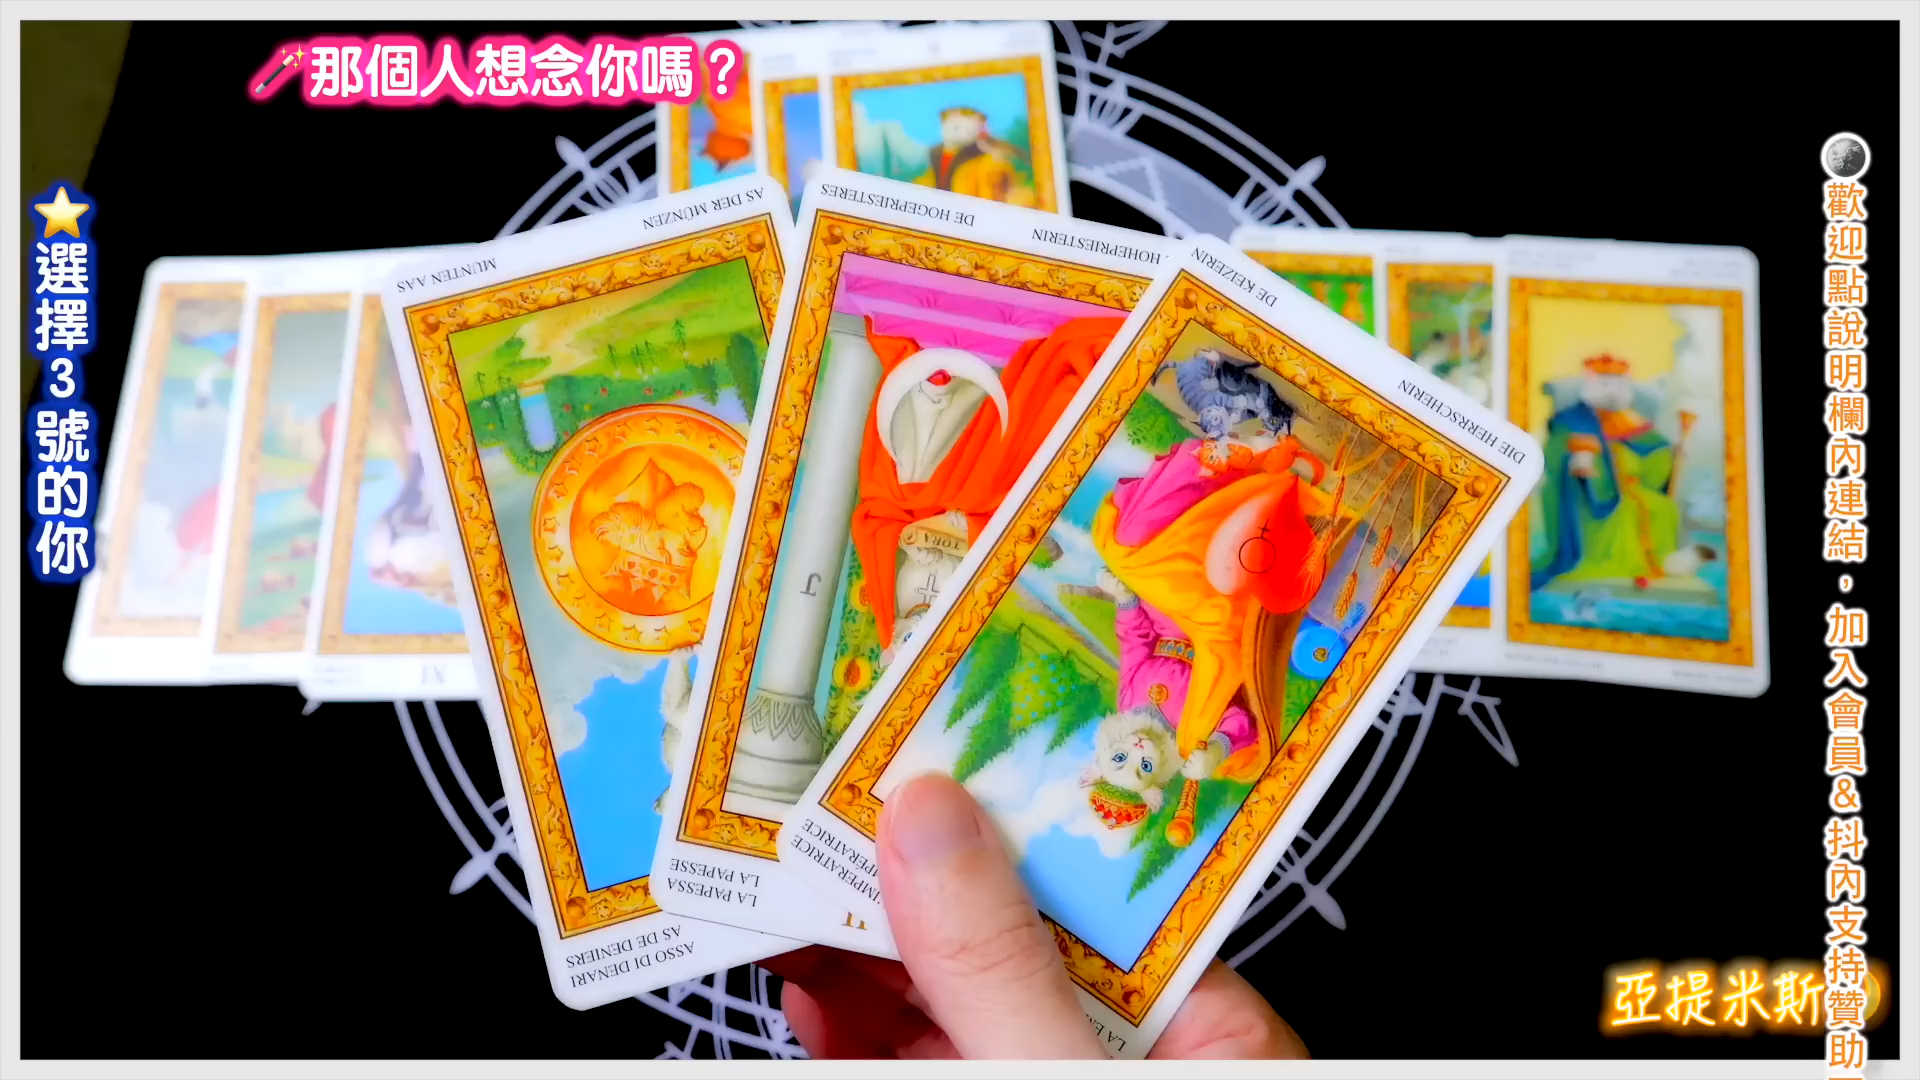 🪄那個人想念你嗎？
⭐選擇3號的你
歡迎點說明欄內連結，加入會員&抖內支持贊助
亞提米斯
AS DER MÜNZEN
MUNTEN AAS
ASSO DI DENARI
AS DE DENIERS
DE HOGEPRIESTERES
HOHEPRIESTERIN
LA PAPESSA
LA PAPESSE
II
J
TORA
DE KEIZERIN
DIE HERRSCHERIN
XI